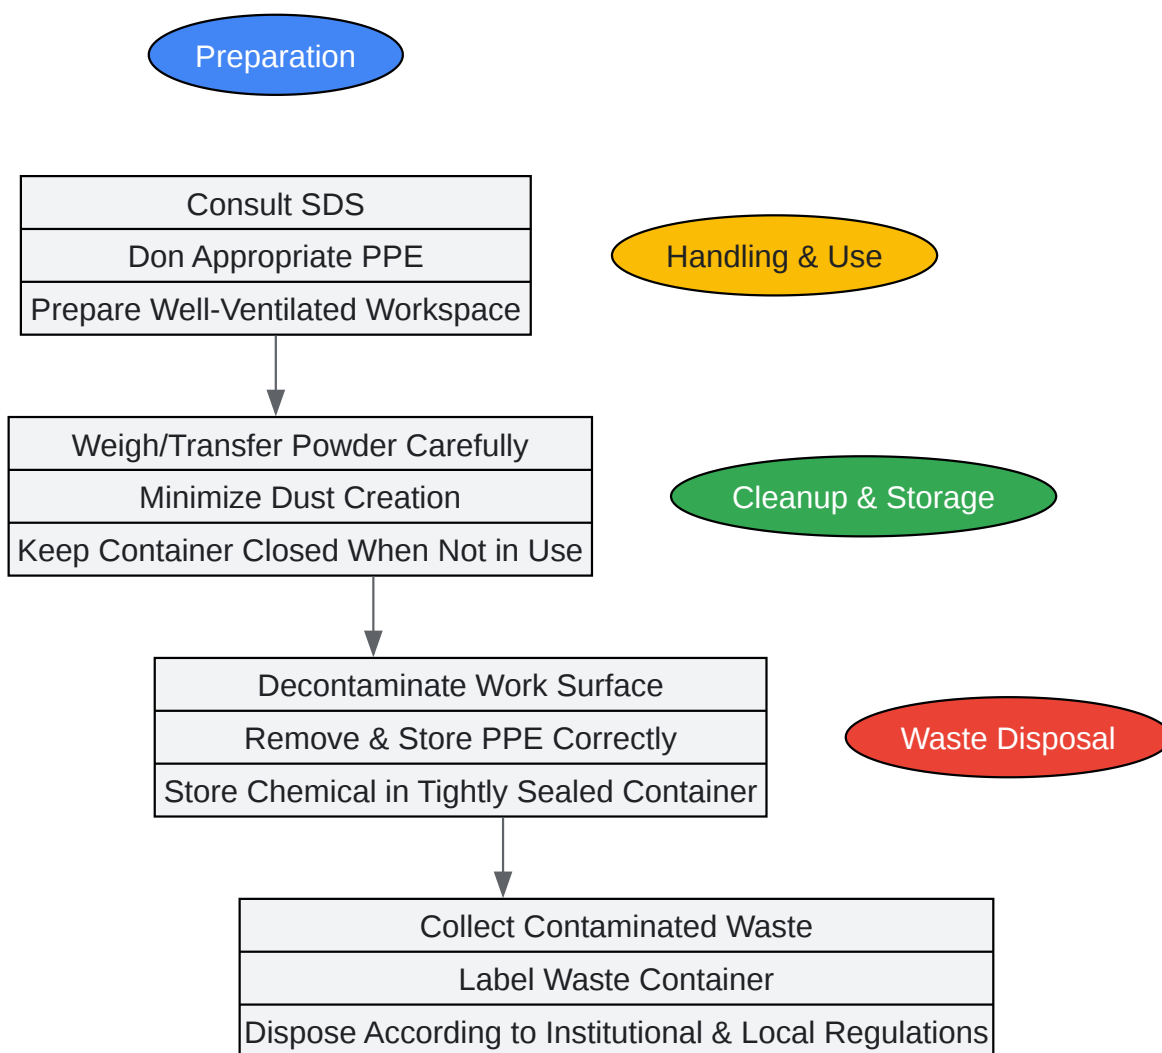 Preparation
Consult SDS
Don Appropriate PPE
Prepare Well-Ventilated Workspace
Handling & Use
Weigh/Transfer Powder Carefully
Minimize Dust Creation
Keep Container Closed When Not in Use
Cleanup & Storage
Decontaminate Work Surface
Remove & Store PPE Correctly
Store Chemical in Tightly Sealed Container
Waste Disposal
Collect Contaminated Waste
Label Waste Container
Dispose According to Institutional & Local Regulations